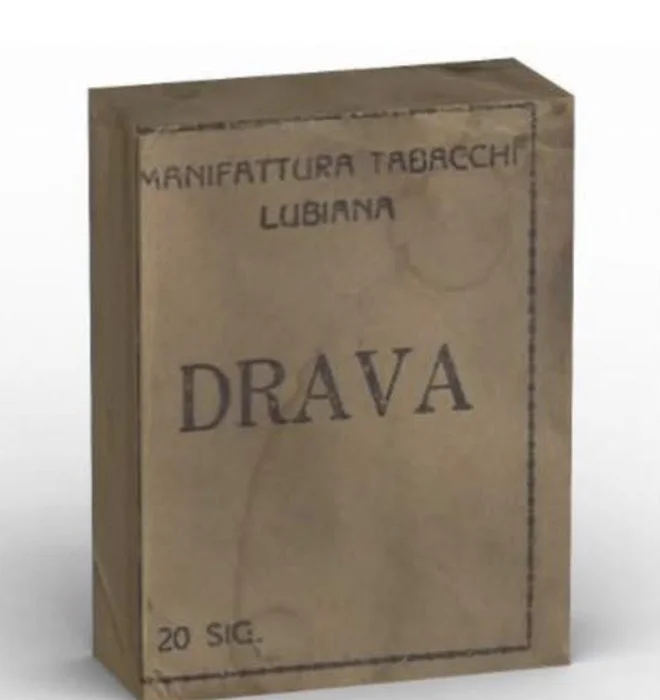 MANIFATTURA TABACCHI
LUBIANA
DRAVA
20 SIG.